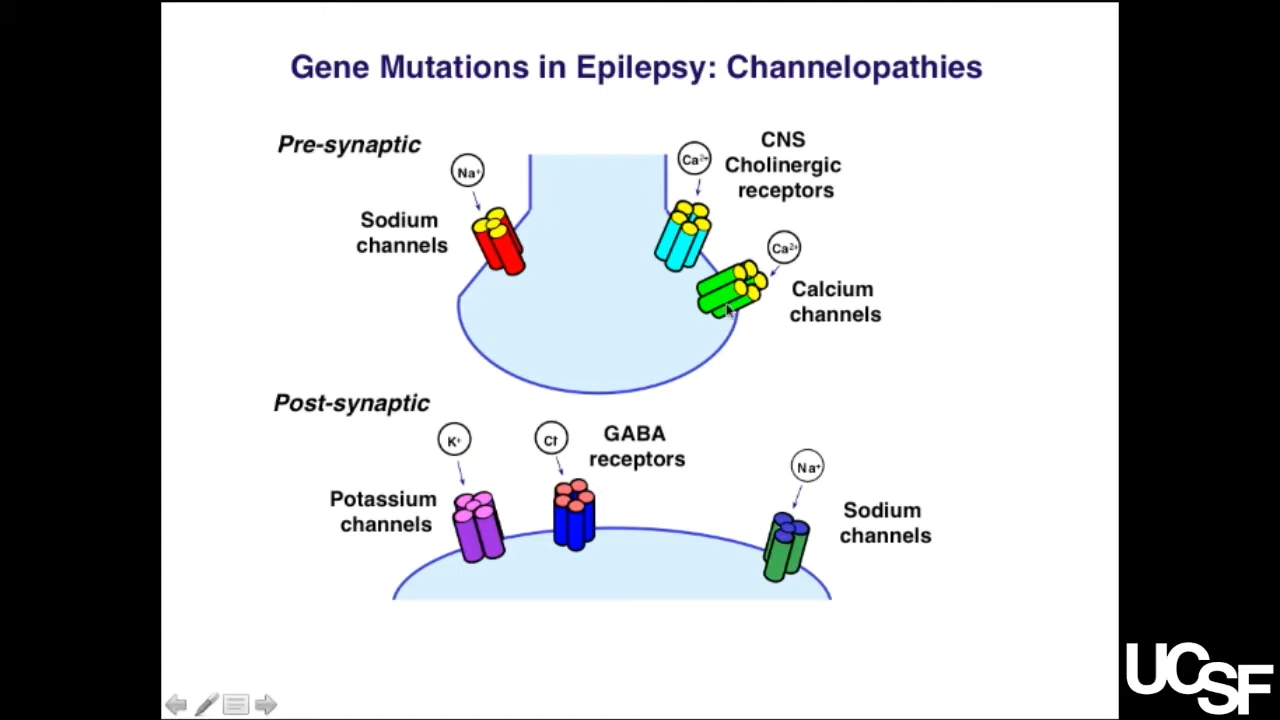 Gene Mutations in Epilepsy: Channelopathies
Pre-synaptic
Na+
Sodium
channels
Ca2+
CNS
Cholinergic
receptors
Ca2+
Calcium
channels
Post-synaptic
K+
Potassium
channels
Cl-
GABA
receptors
Na+
Sodium
channels
UCSF